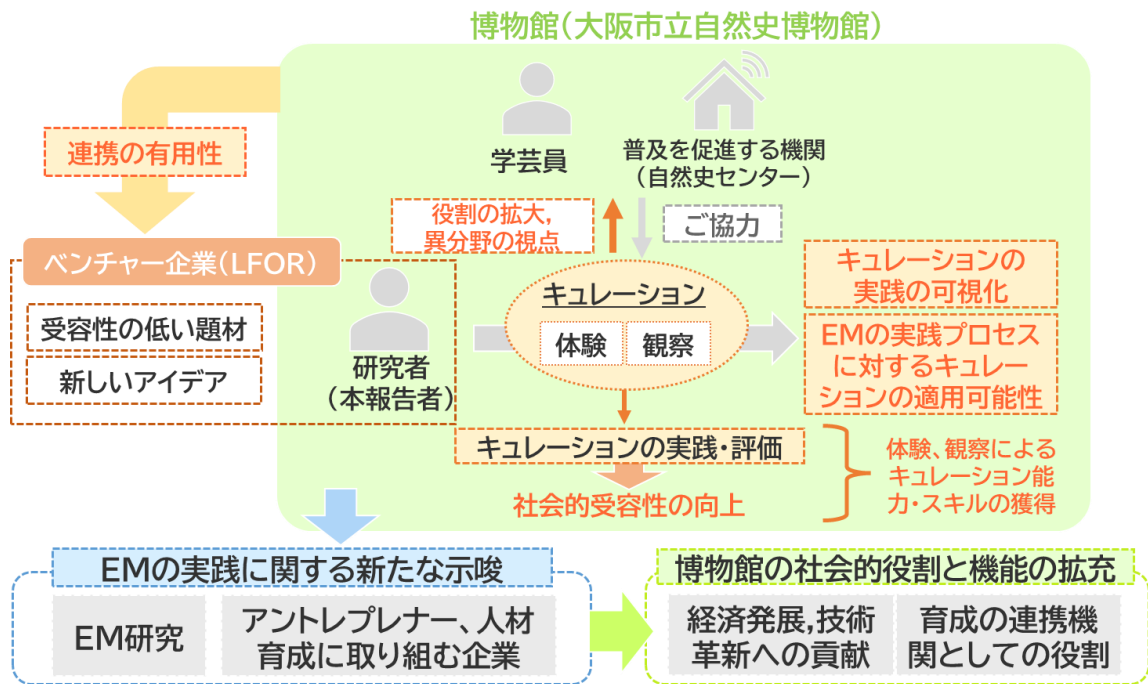 博物館(大阪市立自然史博物館)
連携の有用性
学芸員
普及を促進する機関
(自然史センター)
役割の拡大,
異分野の視点
ご協力
ベンチャー企業(LFOR)
受容性の低い題材
新しいアイデア
研究者
(本報告者)
キュレーション
体験
観察
キュレーションの
実践の可視化
EMの実践プロセス
に対するキュレー
ションの適用可能性
キュレーションの実践・評価
社会的受容性の向上
体験、観察による
キュレーション能
力・スキルの獲得
EMの実践に関する新たな示唆
EM研究
アントレプレナー、人材
育成に取り組む企業
博物館の社会的役割と機能の拡充
経済発展,技術
革新への貢献
育成の連携機
関としての役割